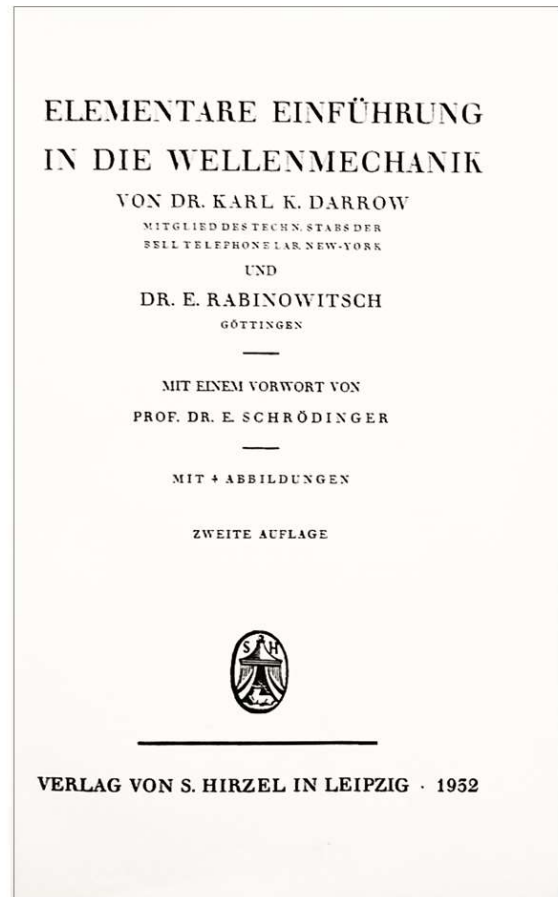 ELEMENTARE EINFÜHRUNG
IN DIE WELLENMECHANIK
VON DR. KARL K. DARROW
MITGLIED DES TECHN. STABS DER
BELL TELEPHONE LAB. NEW-YORK
UND
DR. E. RABINOWITSCH
GÖTTINGEN
MIT EINEM VORWORT VON
PROF. DR. E. SCHRÖDINGER
MIT 4 ABBILDUNGEN
ZWEITE AUFLAGE
S H
VERLAG VON S. HIRZEL IN LEIPZIG · 1932